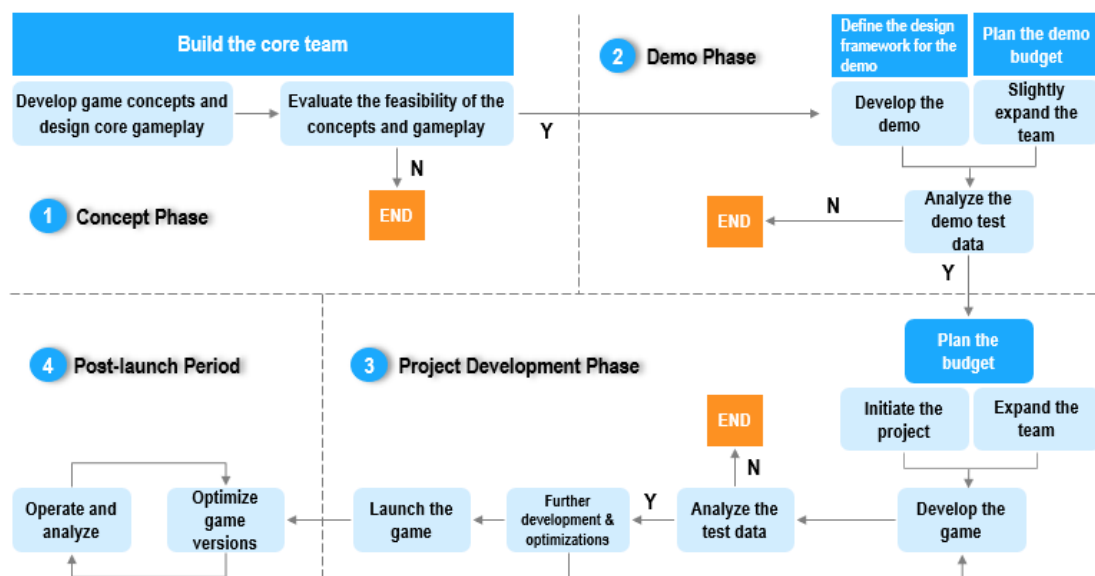 Build the core team
Develop game concepts and
design core gameplay
Evaluate the feasibility of the
concepts and gameplay
Y
N
END
1
Concept Phase
2
Demo Phase
Define the design
framework for the
demo
Plan the demo
budget
Develop the
demo
Slightly
expand the
team
Analyze the
demo test
data
N
END
Y
3
Project Development Phase
Plan the
budget
Initiate the
project
Expand the
team
Develop the
game
Analyze the
test data
N
END
Y
Further
development &
optimizations
Launch the
game
4
Post-launch Period
Optimize
game
versions
Operate and
analyze